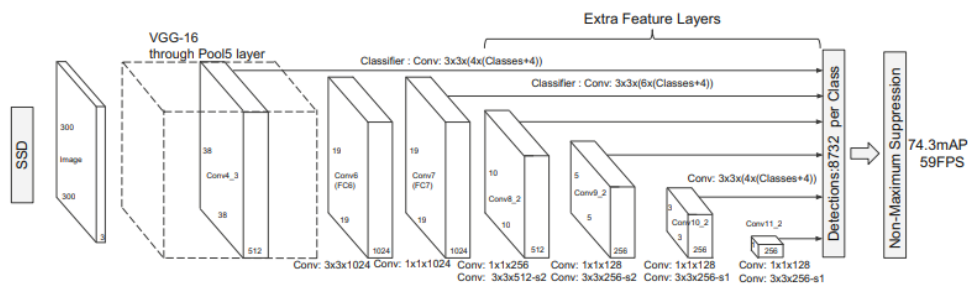 Extra Feature Layers
VGG-16
through Pool5 layer
Classifier : Conv: 3x3x(4x(Classes+4))
Classifier : Conv: 3x3x(6x(Classes+4))
SSD
300
Image
300
3
38
Conv4_3
38
512
19
Conv6
(FC6)
19
1024
19
Conv7
(FC7)
19
1024
10
Conv8_2
10
512
5
Conv9_2
5
256
Conv: 3x3x(4x(Classes+4))
3
Conv10_2
3
256
Conv11_2
256
Detections:8732 per Class
Non-Maximum Suppression
74.3mAP
59FPS
Conv: 3x3x1024
Conv: 1x1x1024
Conv: 1x1x256
Conv: 3x3x512-s2
Conv: 1x1x128
Conv: 3x3x256-s2
Conv: 1x1x128
Conv: 3x3x256-s1
Conv: 1x1x128
Conv: 3x3x256-s1